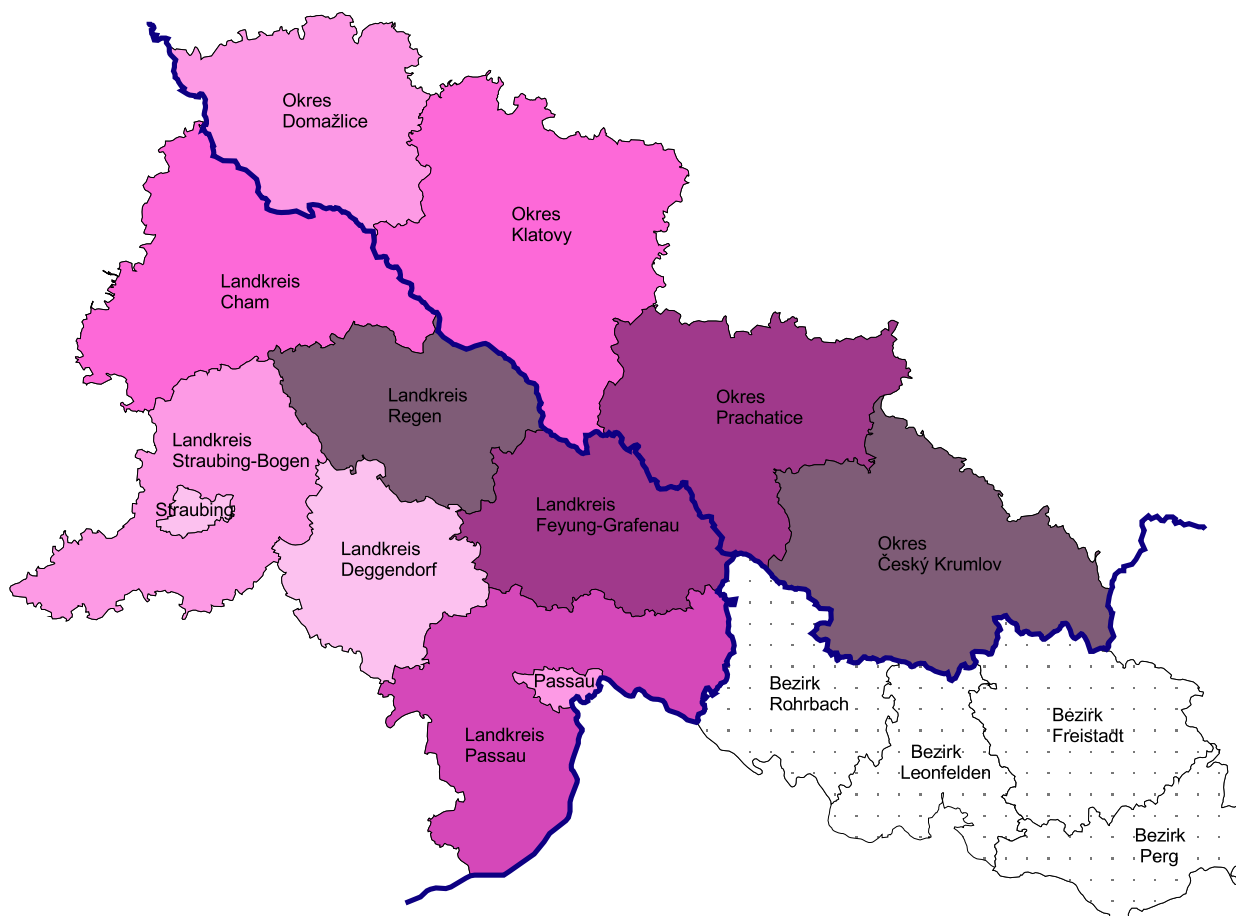 Okres
Domažlice
Okres
Klatovy
Landkreis
Cham
Landkreis
Regen
Okres
Prachatice
Landkreis
Straubing-Bogen
Straubing
Landkreis
Feyung-Grafenau
Landkreis
Deggendorf
Okres
Český Krumlov
Passau
Bezirk
Rohrbach
Landkreis
Passau
Bezirk
Freistadt
Bezirk
Leonfelden
Bezirk
Perg